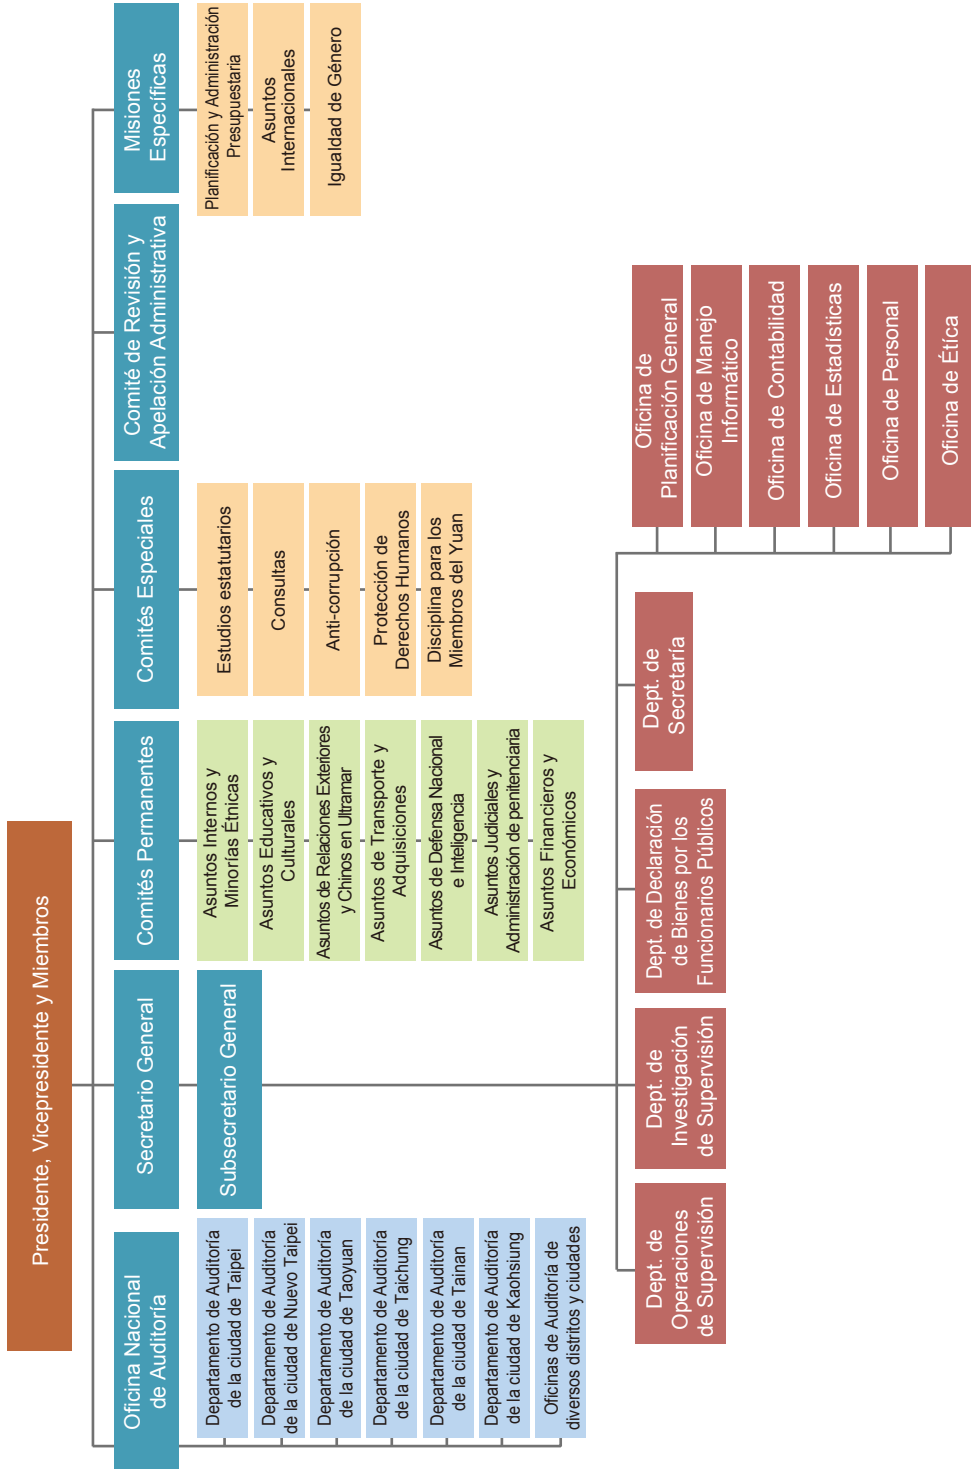 Presidente, Vicepresidente y Miembros
Oficina Nacional
de Auditoría
Departamento de Auditoría
de la ciudad de Taipei
Departamento de Auditoría
de la ciudad de Nuevo Taipei
Departamento de Auditoría
de la ciudad de Taoyuan
Departamento de Auditoría
de la ciudad de Taichung
Departamento de Auditoría
de la ciudad de Tainan
Departamento de Auditoría
de la ciudad de Kaohsiung
Oficinas de Auditoría de
diversos distritos y ciudades
Secretario General
Subsecretario General
Comités Permanentes
Asuntos Internos y
Minorías Étnicas
Asuntos Educativos y
Culturales
Asuntos de Relaciones Exteriores
y Chinos en Ultramar
Asuntos de Transporte y
Adquisiciones
Asuntos de Defensa Nacional
e Inteligencia
Asuntos Judiciales y
Administración de penitenciaria
Asuntos Financieros y
Económicos
Comités Especiales
Estudios estatutarios
Consultas
Anti-corrupción
Protección de
Derechos Humanos
Disciplina para los
Miembros del Yuan
Comité de Revisión y
Apelación Administrativa
Misiones
Específicas
Planificación y Administración
Presupuestaria
Asuntos
Internacionales
Igualdad de Género
Dept. de
Operaciones
de Supervisión
Dept. de
Investigación
de Supervisión
Dept. de Declaración
de Bienes por los
Funcionarios Públicos
Dept. de
Secretaría
Oficina de
Planificación General
Oficina de Manejo
Informático
Oficina de Contabilidad
Oficina de Estadísticas
Oficina de Personal
Oficina de Ética